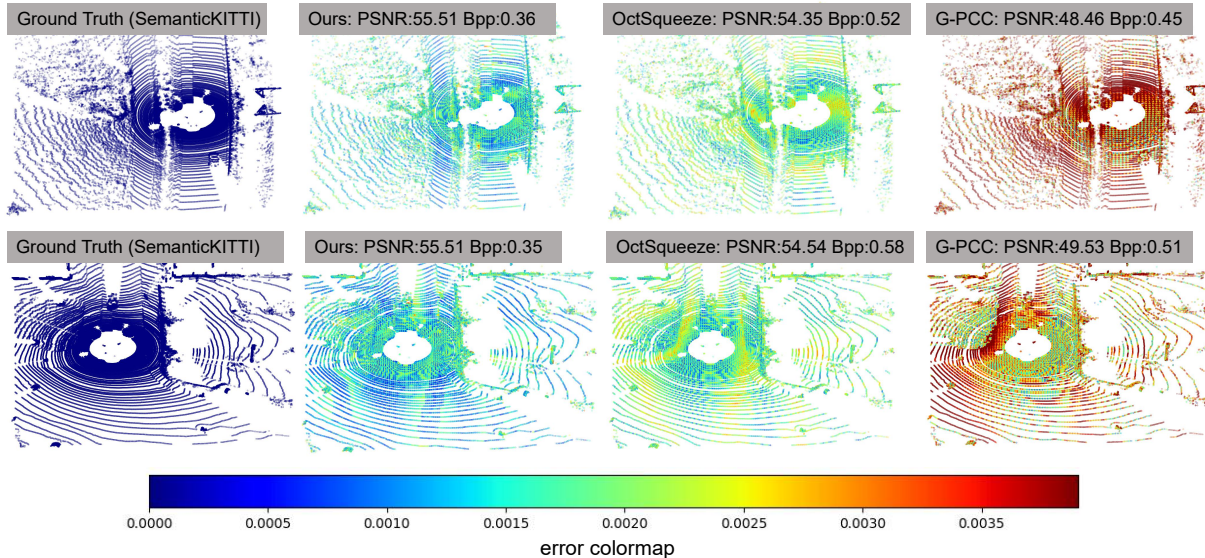 Ground Truth (SemanticKITTI)
Ours: PSNR:55.51 Bpp:0.36
OctSqueeze: PSNR:54.35 Bpp:0.52
G-PCC: PSNR:48.46 Bpp:0.45
Ground Truth (SemanticKITTI)
Ours: PSNR:55.51 Bpp:0.35
OctSqueeze: PSNR:54.54 Bpp:0.58
G-PCC: PSNR:49.53 Bpp:0.51
0.0000 0.0005 0.0010 0.0015 0.0020 0.0025 0.0030 0.0035
error colormap